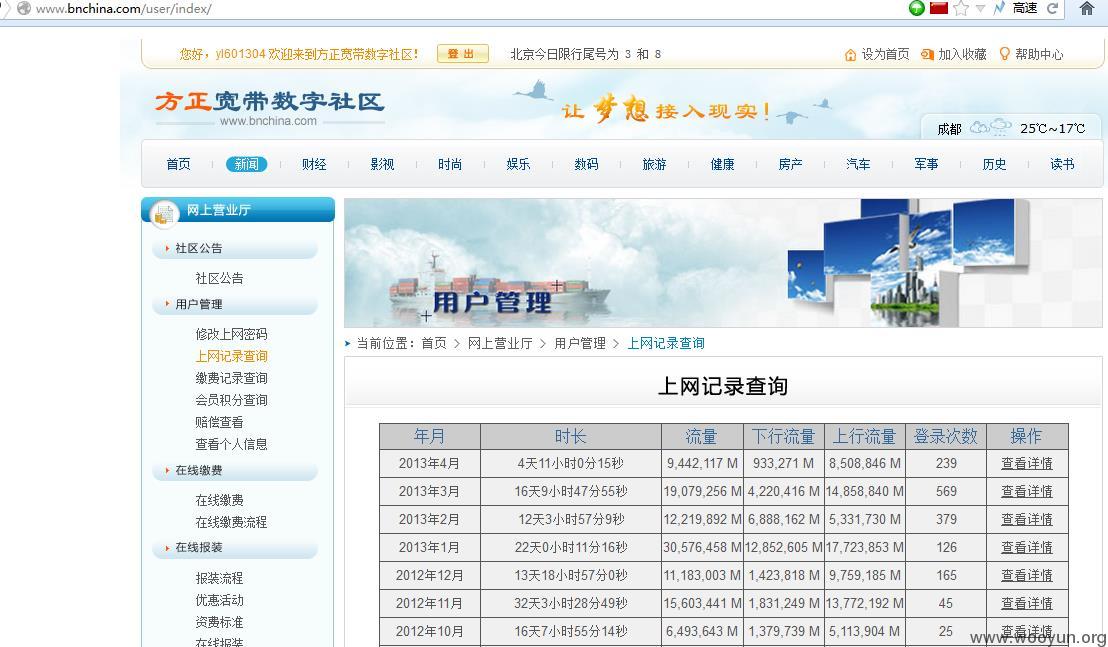 www.bnchina.com/user/index/
高速
您好，yl601304 欢迎来到方正宽带数字社区！ 登 出 北京今日限行尾号为 3 和 8 设为首页 加入收藏 帮助中心
方正宽带数字社区
www.bnchina.com
让 梦想 接入现实！
成都 25℃~17℃
首页 新闻 财经 影视 时尚 娱乐 数码 旅游 健康 房产 汽车 军事 历史 读书
网上营业厅
社区公告
社区公告
用户管理
修改上网密码
上网记录查询
缴费记录查询
会员积分查询
赔偿查看
查看个人信息
在线缴费
在线缴费
在线缴费流程
在线报装
报装流程
优惠活动
资费标准
在线报装
用户管理
当前位置：首页 > 网上营业厅 > 用户管理 > 上网记录查询
上网记录查询
年月 时长 流量 下行流量 上行流量 登录次数 操作
2013年4月 4天11小时0分15秒 9,442,117 M 933,271 M 8,508,846 M 239 查看详情
2013年3月 16天9小时47分55秒 19,079,256 M 4,220,416 M 14,858,840 M 569 查看详情
2013年2月 12天3小时57分9秒 12,219,892 M 6,888,162 M 5,331,730 M 379 查看详情
2013年1月 22天0小时11分16秒 30,576,458 M 12,852,605 M 17,723,853 M 126 查看详情
2012年12月 13天18小时57分0秒 11,183,003 M 1,423,818 M 9,759,185 M 165 查看详情
2012年11月 32天3小时28分49秒 15,603,441 M 1,831,249 M 13,772,192 M 45 查看详情
2012年10月 16天7小时55分14秒 6,493,643 M 1,379,739 M 5,113,904 M 25 查看详情
www.wooyun.org